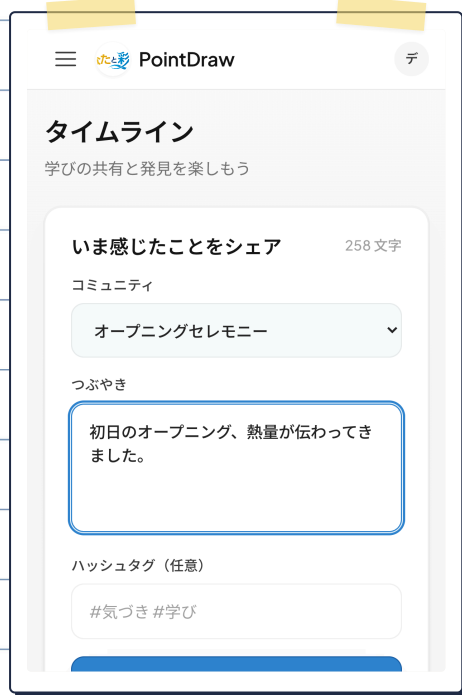 たと彩 PointDraw デ
タイムライン
学びの共有と発見を楽しもう
いま感じたことをシェア 258 文字
コミュニティ
オープニングセレモニー
つぶやき
初日のオープニング、熱量が伝わってき
ました。
ハッシュタグ（任意）
#気づき #学び